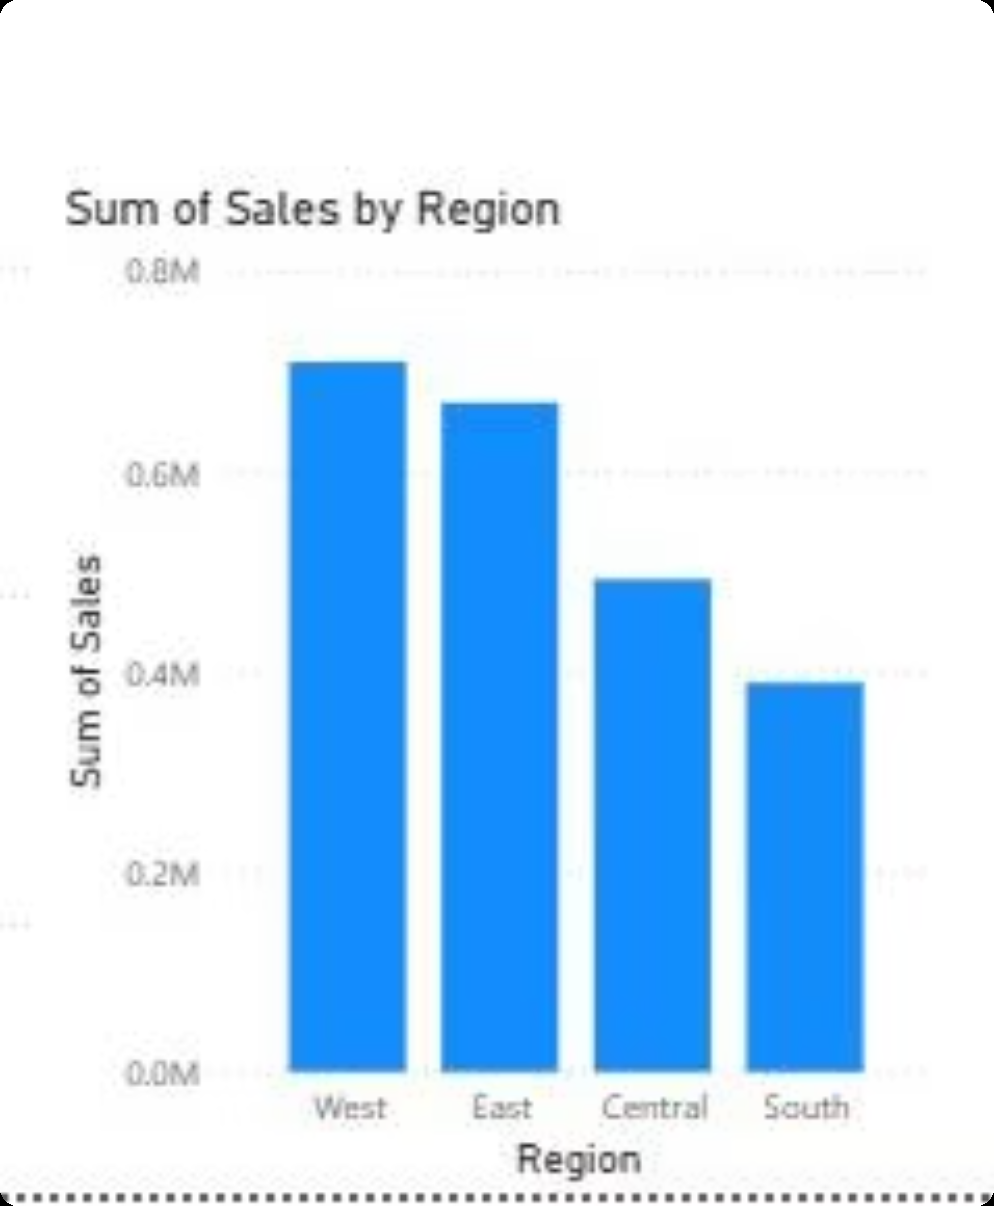 Sum of Sales by Region
0.8M
0.6M
0.4M
0.2M
0.0M
Sum of Sales
West East Central South
Region